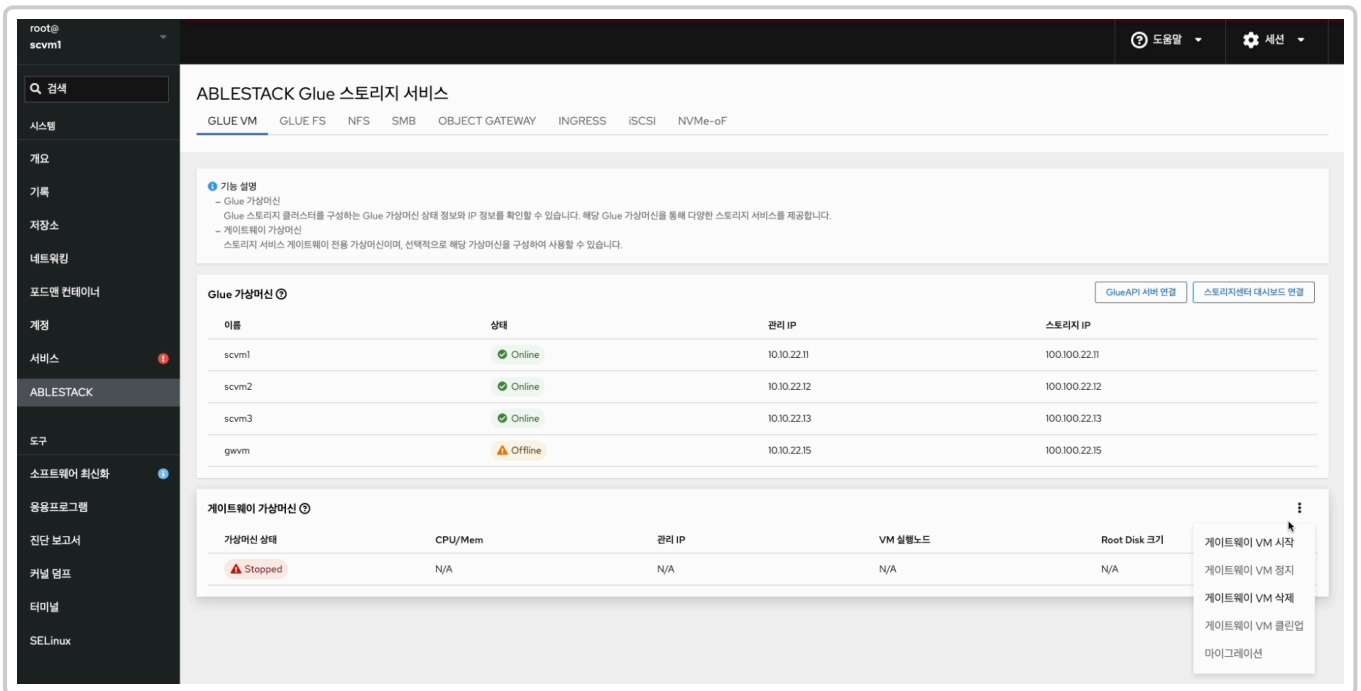 root@
scvm1
도움말
세션
검색
시스템
개요
기록
저장소
네트워킹
포드맨 컨테이너
계정
서비스
ABLESTACK
도구
소프트웨어 최신화
응용프로그램
진단 보고서
커널 덤프
터미널
SELinux
ABLESTACK Glue 스토리지 서비스
GLUE VM GLUE FS NFS SMB OBJECT GATEWAY INGRESS iSCSI NVMe-oF
기능 설명
– Glue 가상머신
Glue 스토리지 클러스터를 구성하는 Glue 가상머신 상태 정보와 IP 정보를 확인할 수 있습니다. 해당 Glue 가상머신을 통해 다양한 스토리지 서비스를 제공합니다.
– 게이트웨이 가상머신
스토리지 서비스 게이트웨이 전용 가상머신이며, 선택적으로 해당 가상머신을 구성하여 사용할 수 있습니다.
Glue 가상머신
GlueAPI 서버 연결 스토리지센터 대시보드 연결
이름 상태 관리 IP 스토리지 IP
scvm1 Online 10.10.22.11 100.100.22.11
scvm2 Online 10.10.22.12 100.100.22.12
scvm3 Online 10.10.22.13 100.100.22.13
gwvm Offline 10.10.22.15 100.100.22.15
게이트웨이 가상머신
가상머신 상태 CPU/Mem 관리 IP VM 실행노드 Root Disk 크기
Stopped N/A N/A N/A N/A
게이트웨이 VM 시작
게이트웨이 VM 정지
게이트웨이 VM 삭제
게이트웨이 VM 클린업
마이그레이션